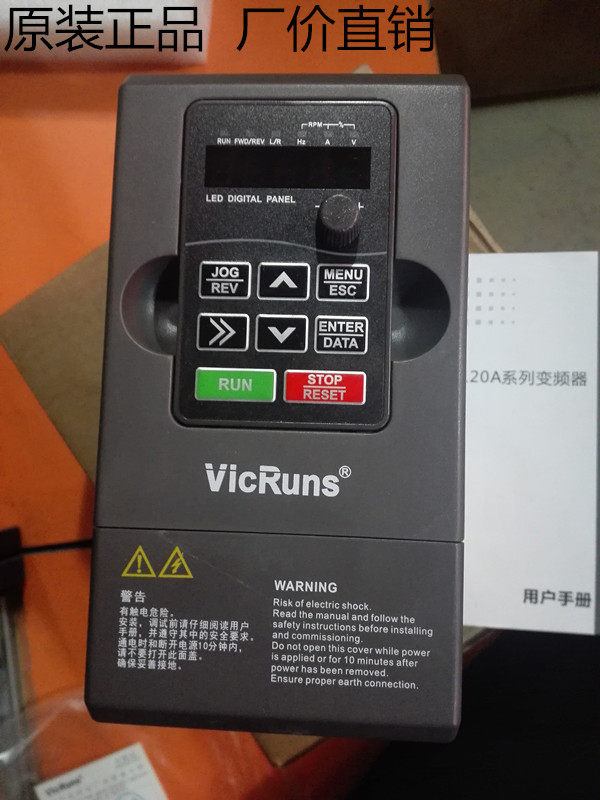 原装正品 厂价直销
RPM %
RUN FWD/REV L/R Hz A V
LED DIGITAL PANEL
JOG
REV
MENU
ESC
ENTER
DATA
RUN
STOP
RESET
VicRuns®
20A系列变频器
用户手册
警告
有触电危险。
安装，调试前请仔细阅读用户
手册，并遵守其中的安全要求。
通电时和断开电源10分钟内，
请不要打开此面盖。
确保妥善接地。
WARNING
Risk of electric shock.
Read the manual and follow the
safety instructions before installing
and commissioning.
Do not open this cover while power
is applied or for 10 minutes after
power has been removed.
Ensure proper earth connection.
VicRuns